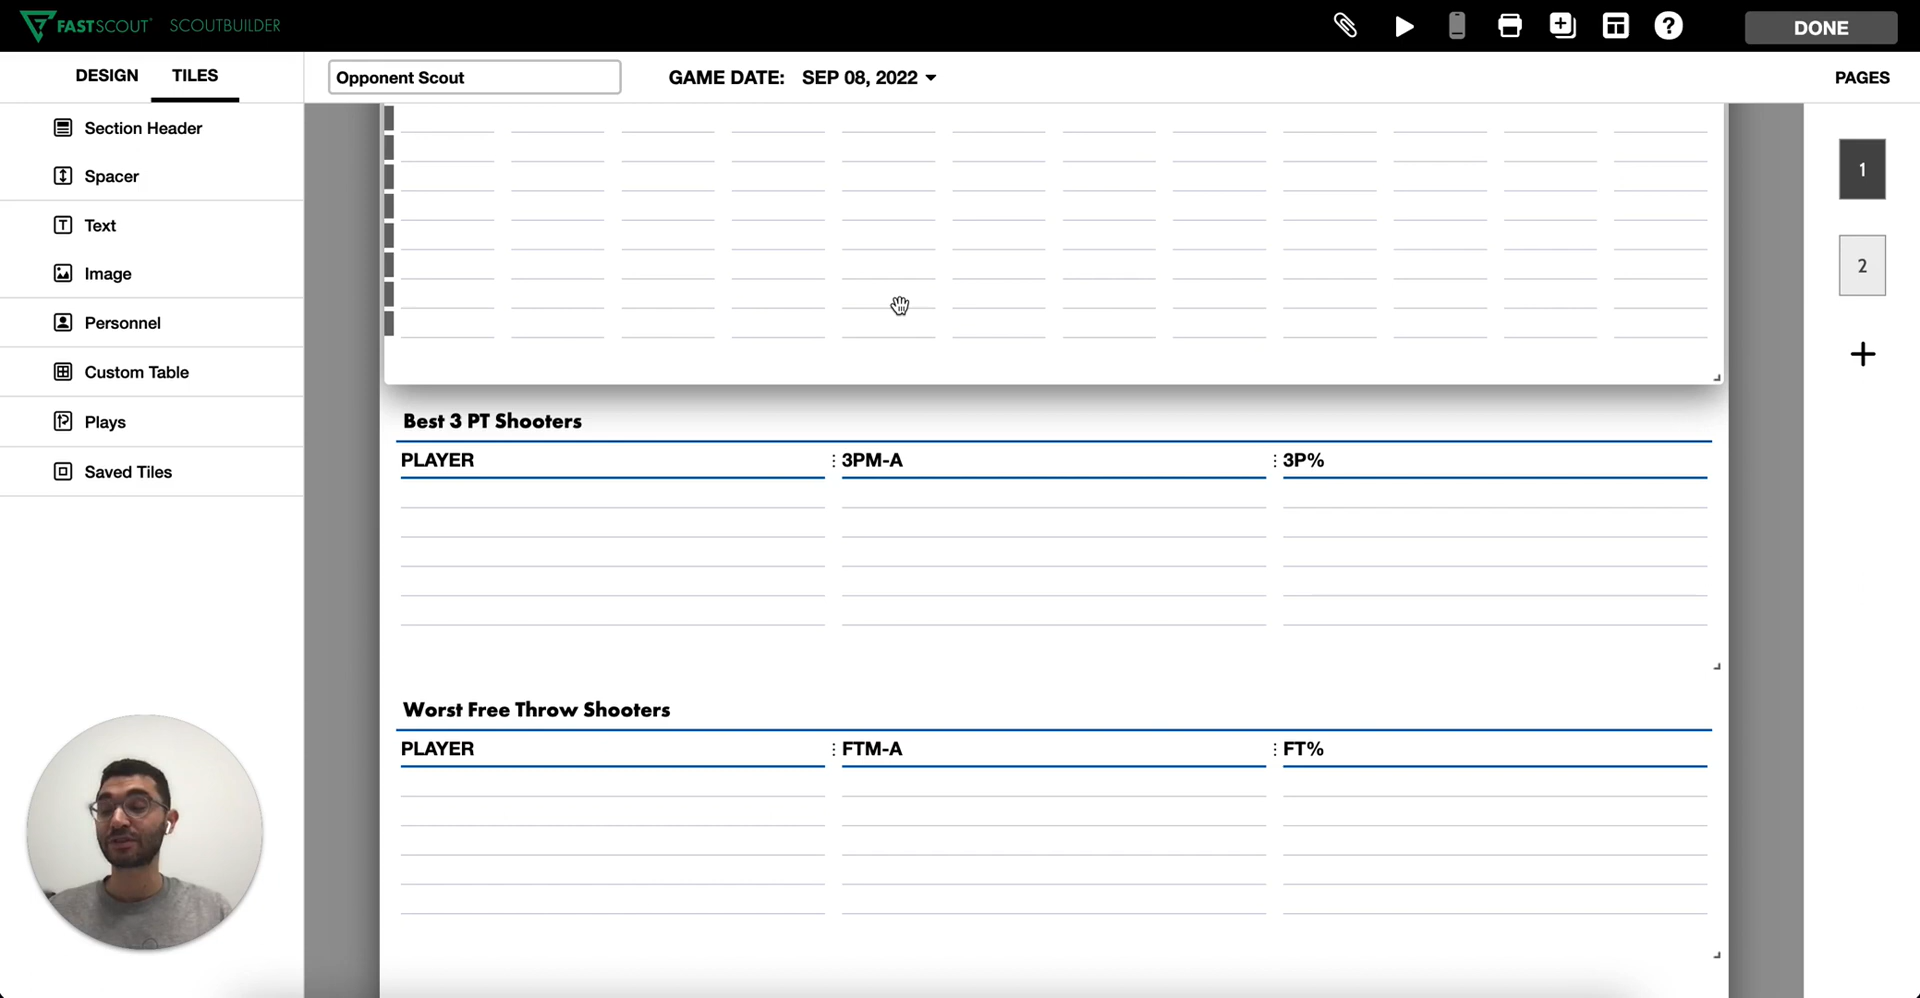 FASTSCOUT SCOUTBUILDER
DONE
DESIGN TILES
Opponent Scout
GAME DATE: SEP 08, 2022
PAGES
Section Header
Spacer
Text
Image
Personnel
Custom Table
Plays
Saved Tiles
1
2
Best 3 PT Shooters
PLAYER 3PM-A 3P%
Worst Free Throw Shooters
PLAYER FTM-A FT%